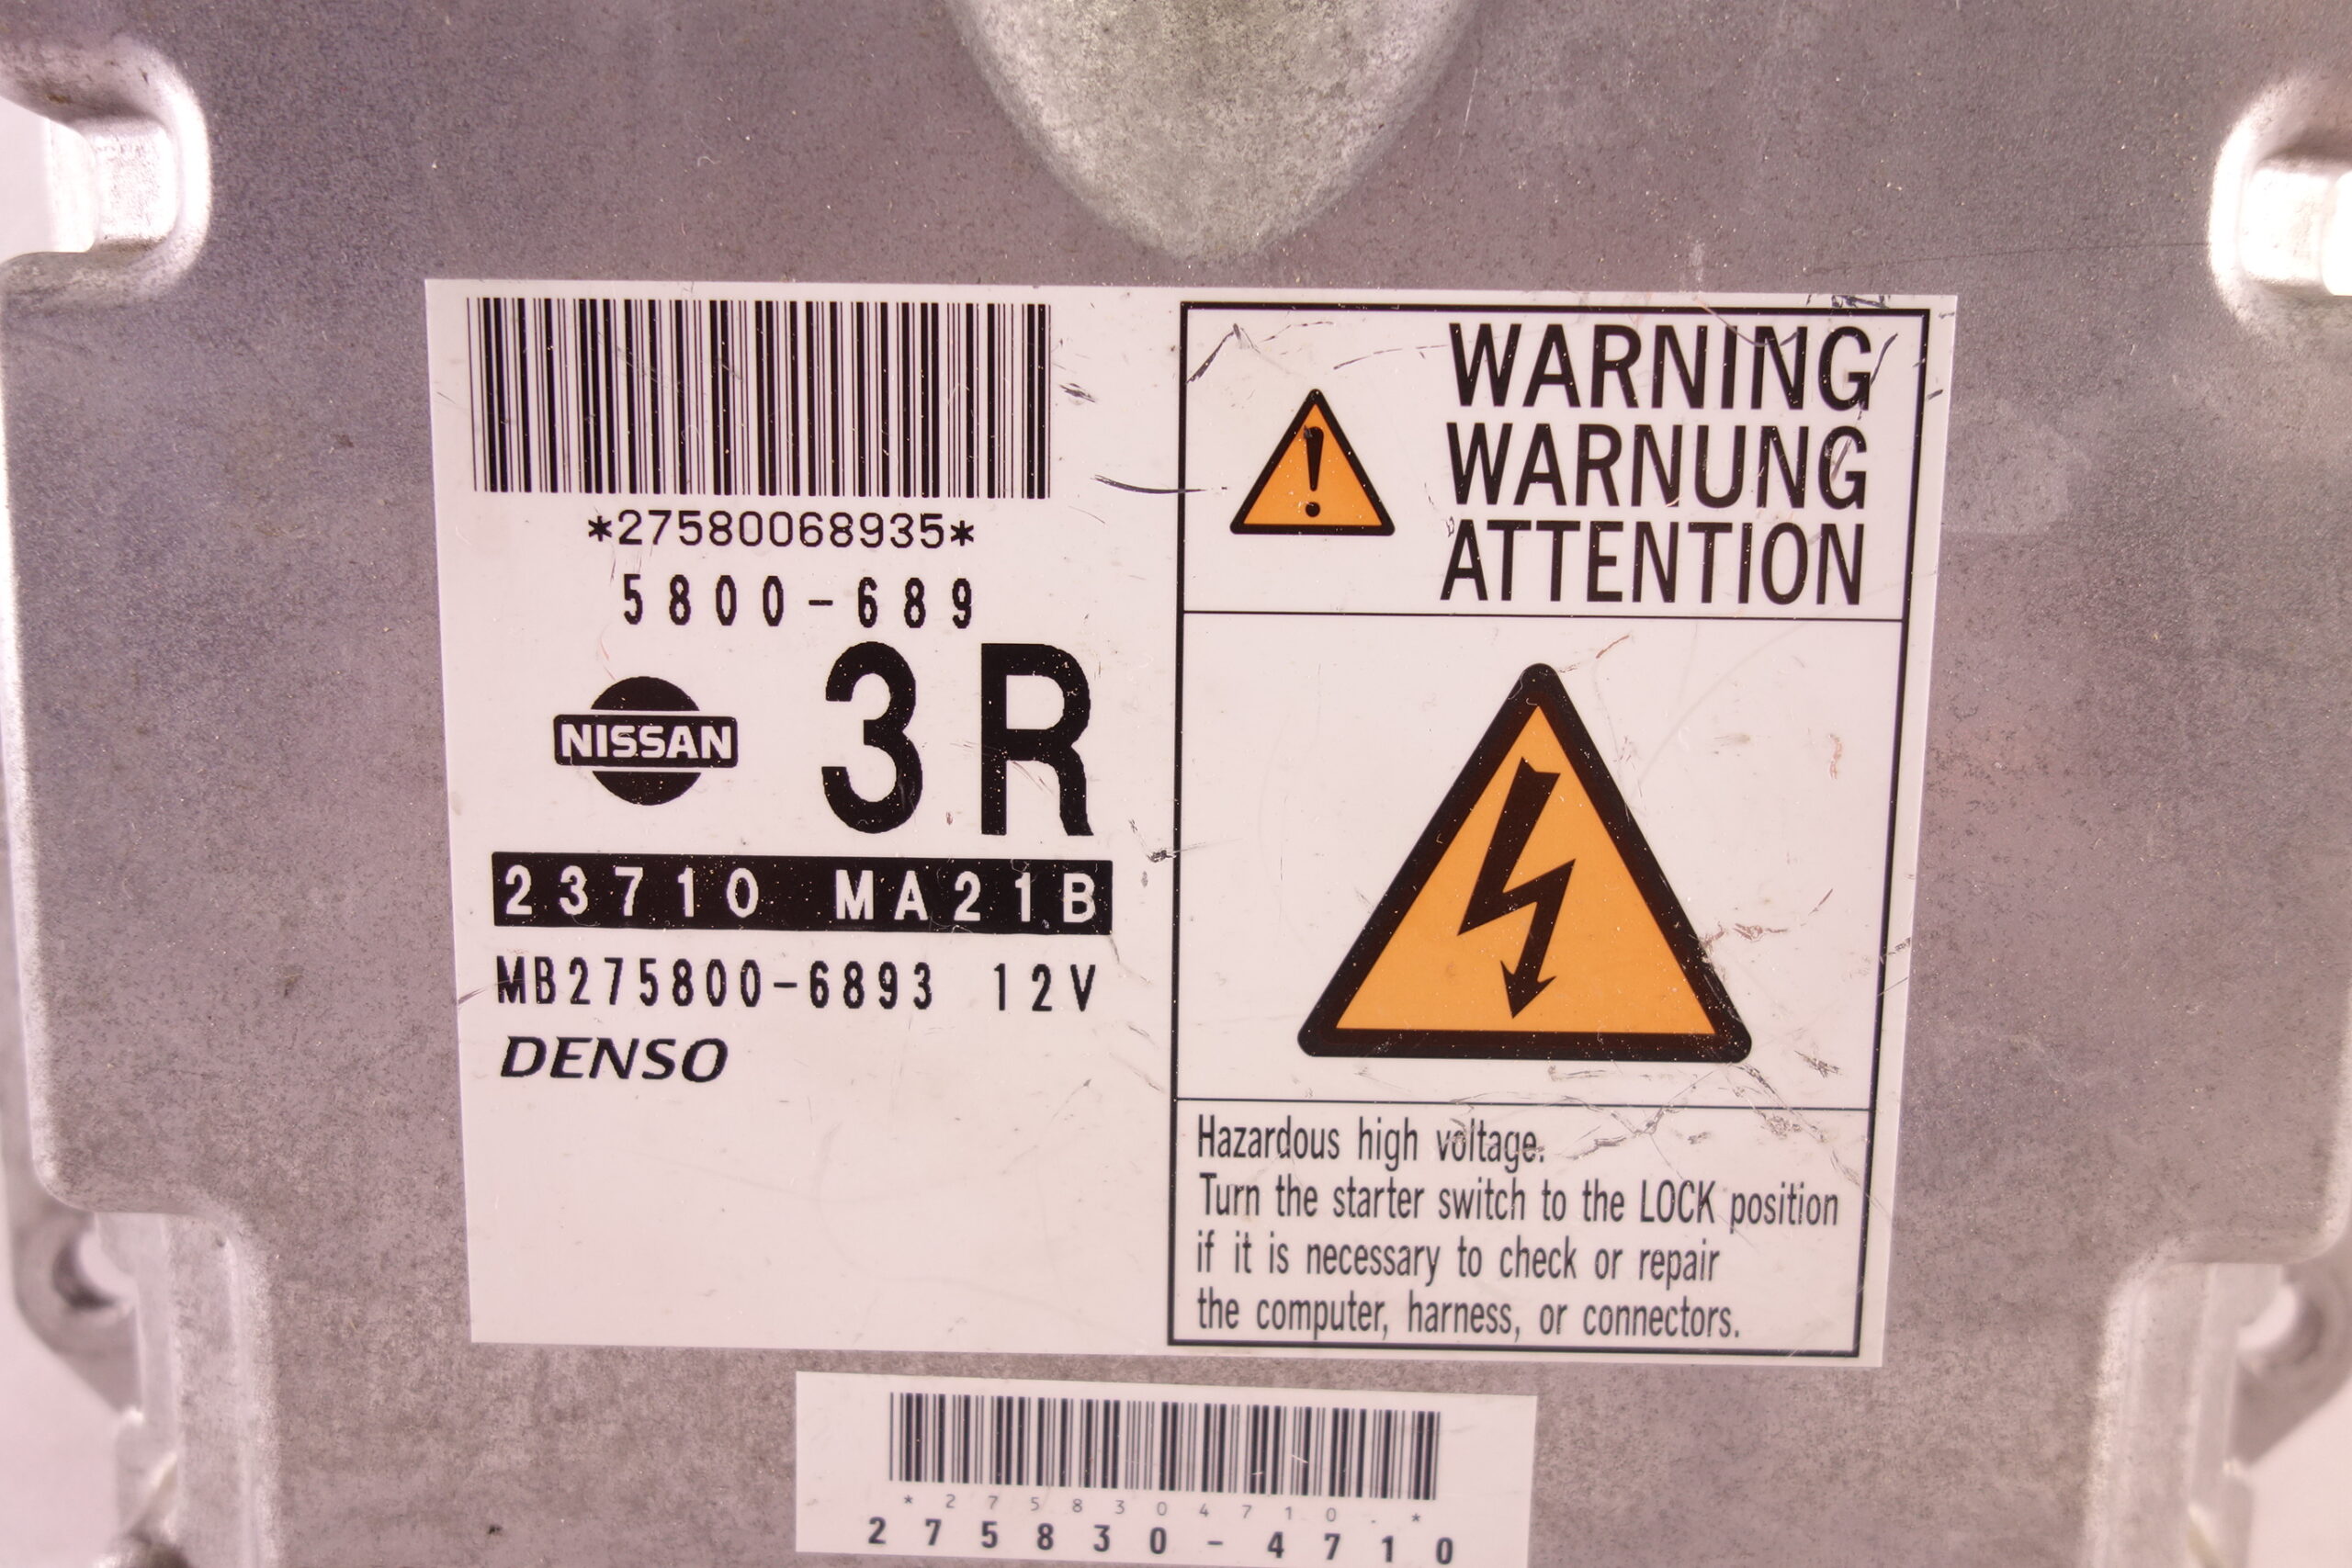 *27580068935*
5800-689
NISSAN
3R
23710 MA21B
MB275800-6893 12V
DENSO
WARNING
WARNUNG
ATTENTION
Hazardous high voltage.
Turn the starter switch to the LOCK position
if it is necessary to check or repair
the computer, harness, or connectors.
*2758304710.*
275830-4710